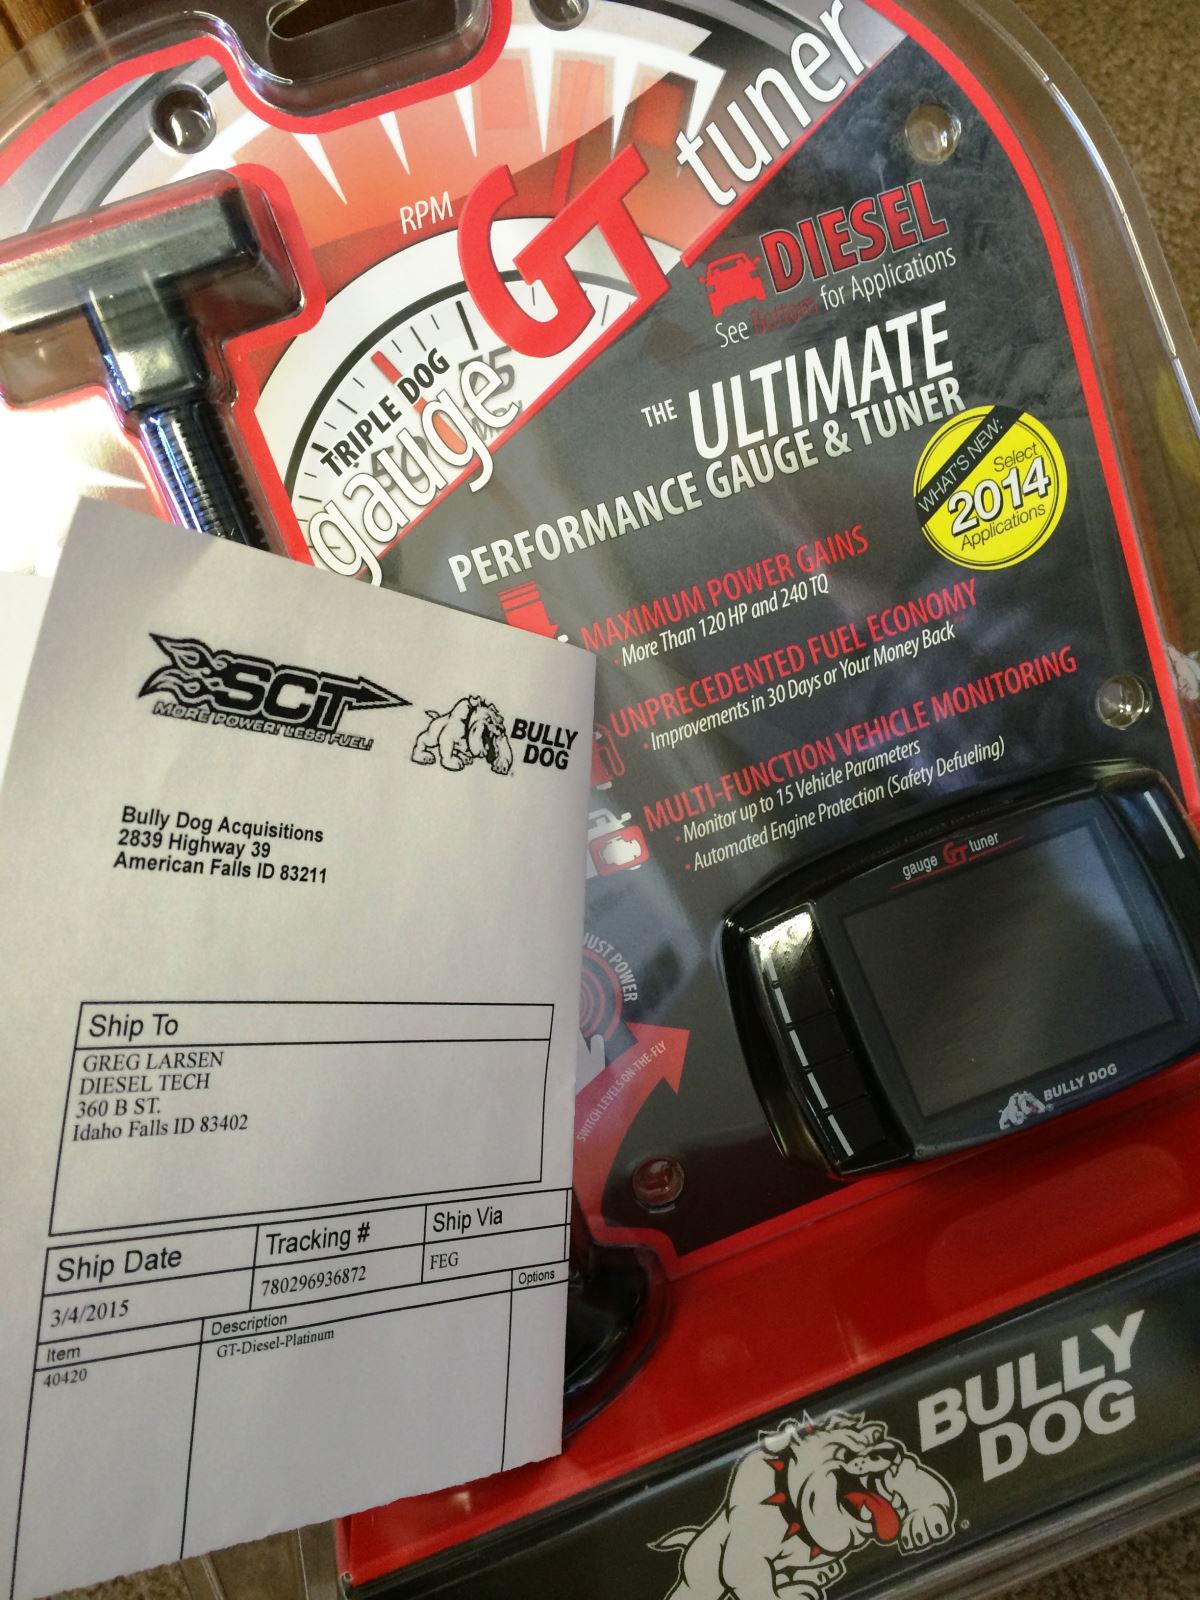 GT tuner
RPM
DIESEL
See Bottom for Applications
TRIPLE DOG
gauge
THE ULTIMATE
PERFORMANCE GAUGE & TUNER
WHAT'S NEW:
Select
2014
Applications
MAXIMUM POWER GAINS
· More Than 120 HP and 240 TQ
UNPRECEDENTED FUEL ECONOMY
· Improvements in 30 Days or Your Money Back
MULTI-FUNCTION VEHICLE MONITORING
· Monitor up to 15 Vehicle Parameters
· Automated Engine Protection (Safety Defueling)
gauge GT tuner
BULLY DOG
POWER
SWITCH LEVELS ON-THE-FLY
BULLY
DOG
SCT
MORE POWER! LESS FUEL!
BULLY
DOG
Bully Dog Acquisitions
2839 Highway 39
American Falls ID 83211
Ship To
GREG LARSEN
DIESEL TECH
360 B ST.
Idaho Falls ID 83402
Ship Date Tracking # Ship Via
3/4/2015 780296936872 FEG
Item Description Options
40420 GT-Diesel-Platinum